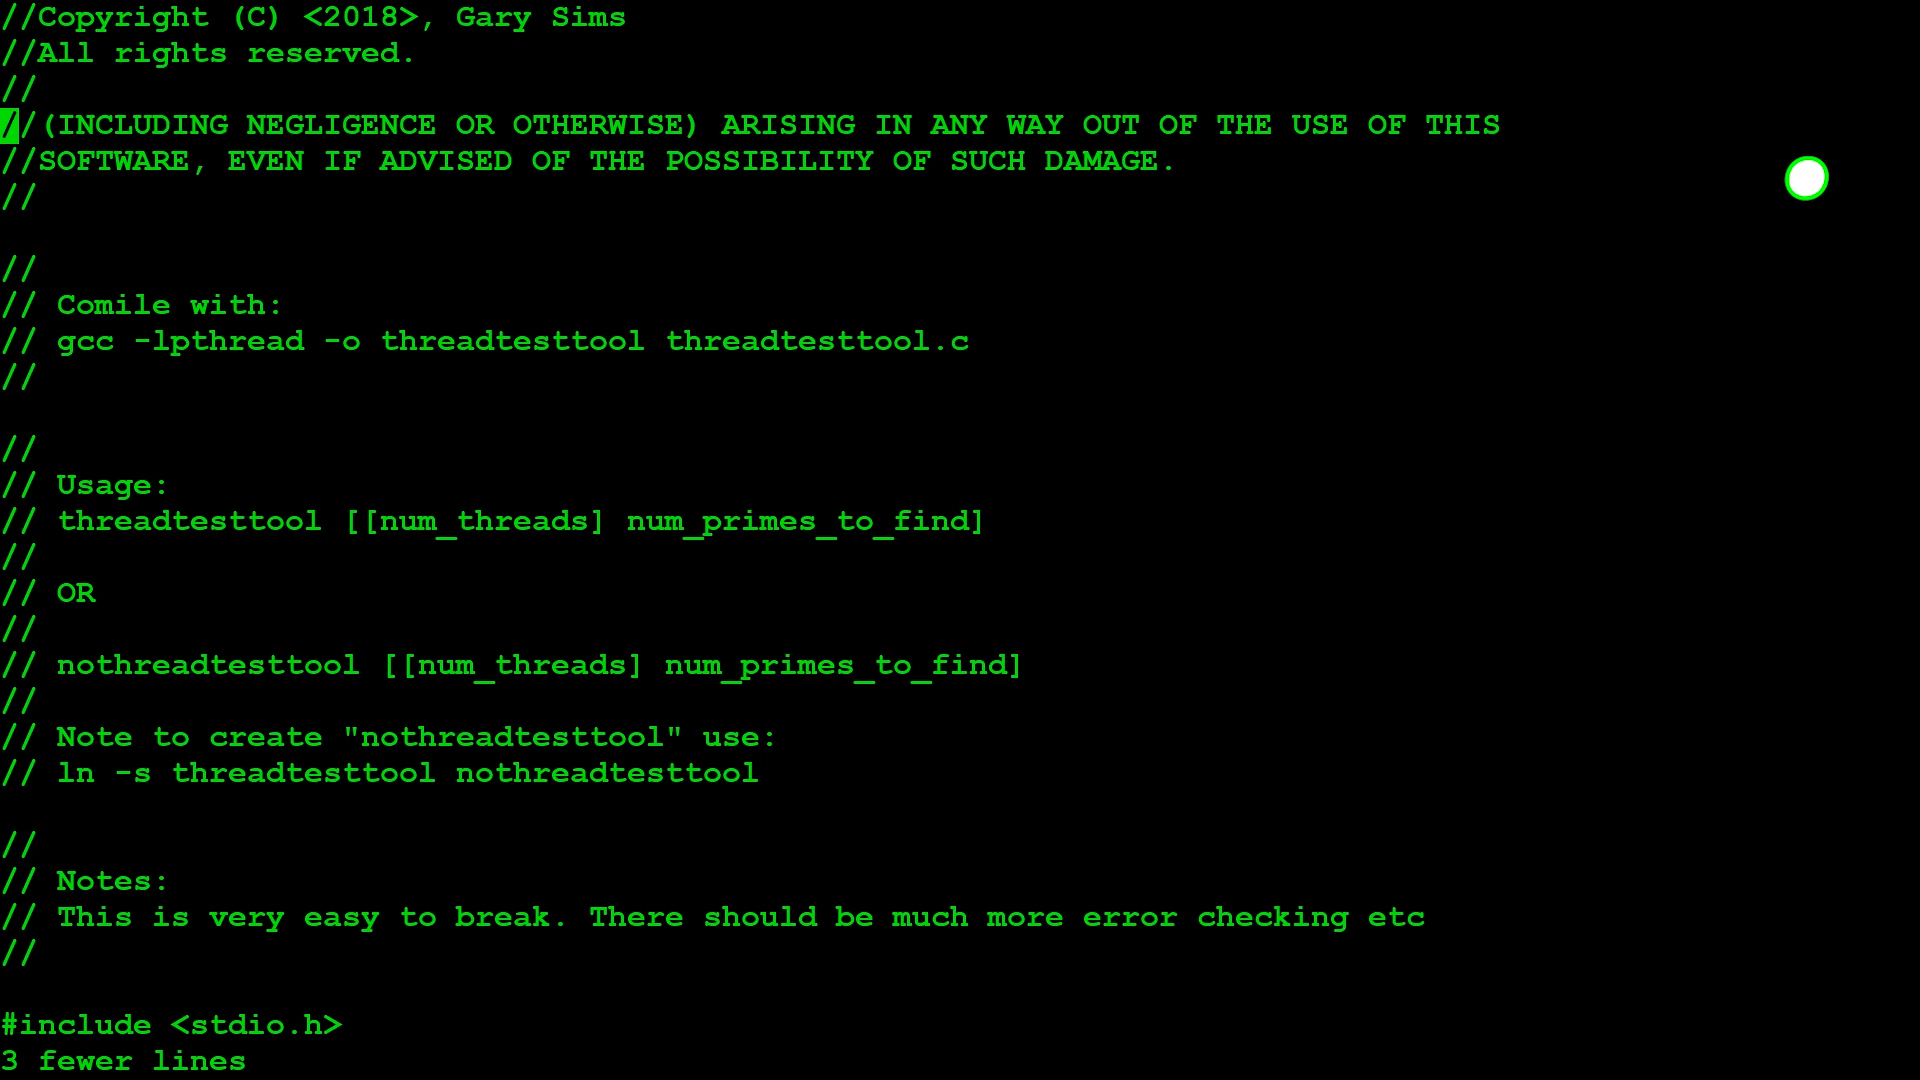 //Copyright (C) <2018>, Gary Sims
//All rights reserved.
//
//(INCLUDING NEGLIGENCE OR OTHERWISE) ARISING IN ANY WAY OUT OF THE USE OF THIS
//SOFTWARE, EVEN IF ADVISED OF THE POSSIBILITY OF SUCH DAMAGE.
//
//
// Comile with:
// gcc -lpthread -o threadtesttool threadtesttool.c
//
//
// Usage:
// threadtesttool [[num_threads] num_primes_to_find]
//
// OR
//
// nothreadtesttool [[num_threads] num_primes_to_find]
//
// Note to create "nothreadtesttool" use:
// ln -s threadtesttool nothreadtesttool
//
// Notes:
// This is very easy to break. There should be much more error checking etc
//
#include <stdio.h>
3 fewer lines